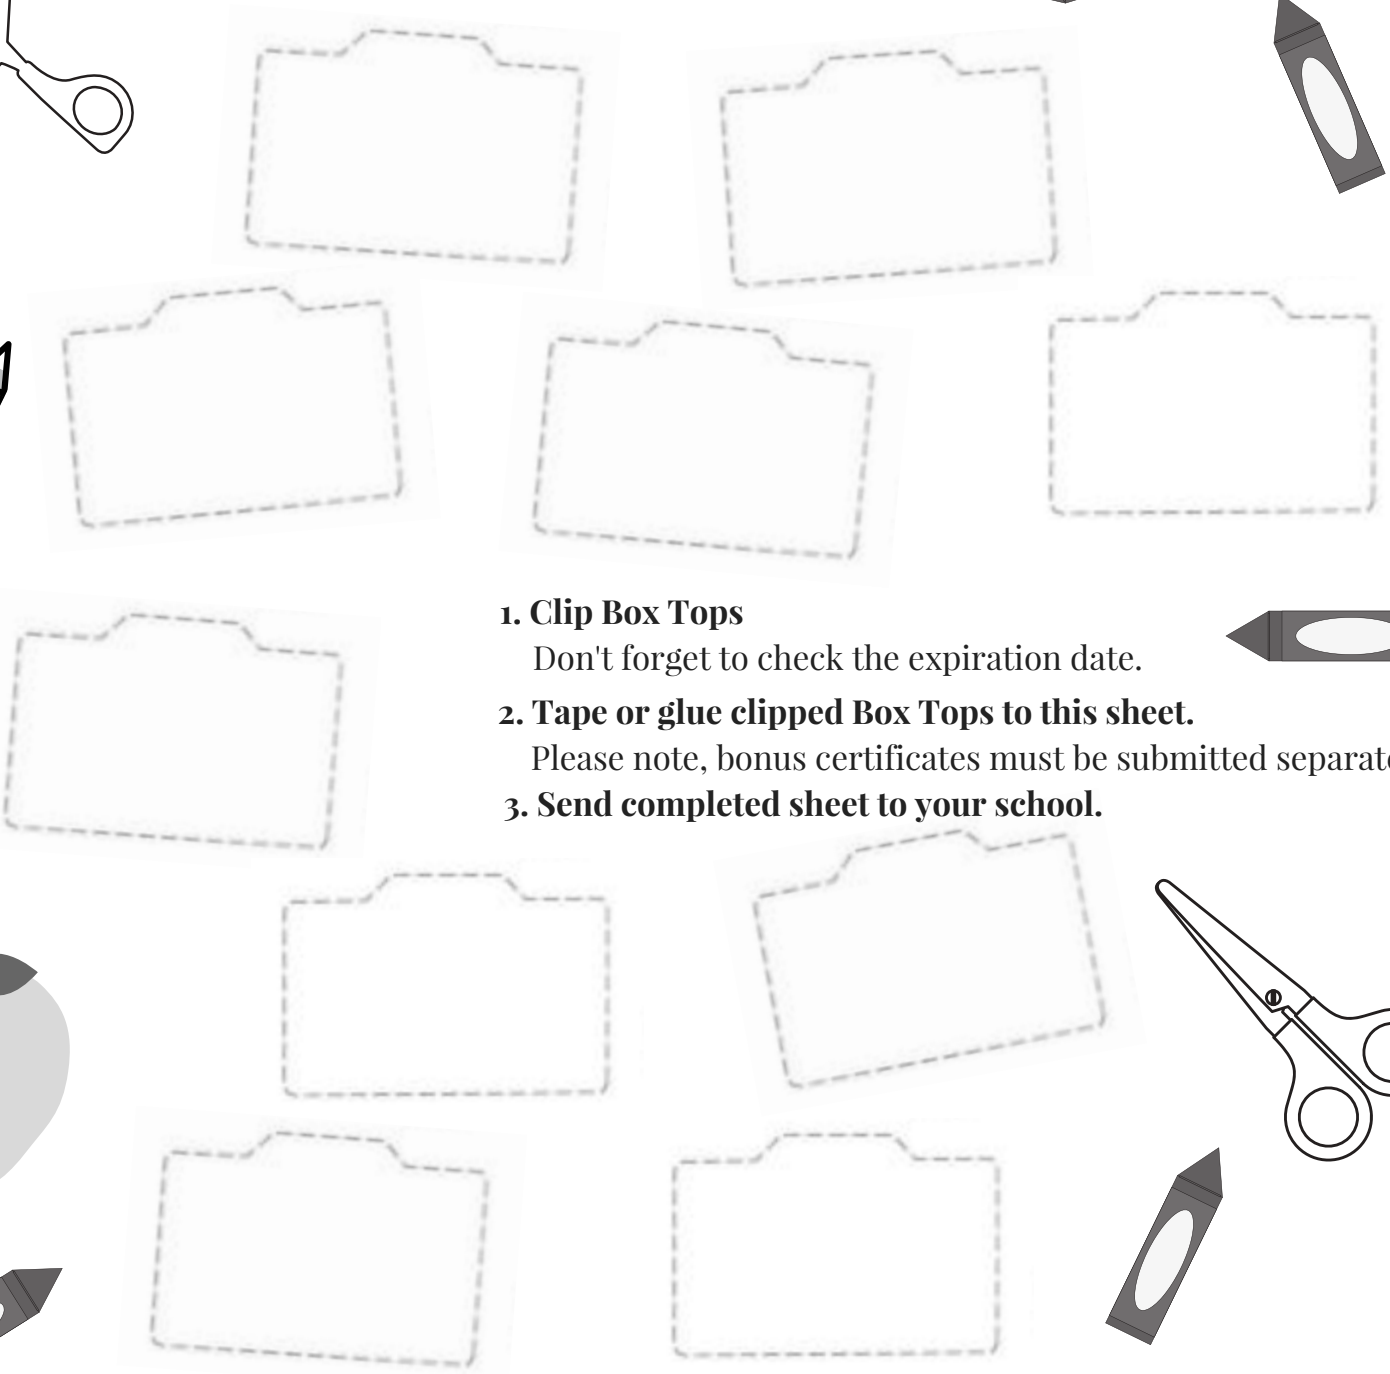 1. Clip Box Tops
Don't forget to check the expiration date.
2. Tape or glue clipped Box Tops to this sheet.
Please note, bonus certificates must be submitted
3. Send completed sheet to your school.